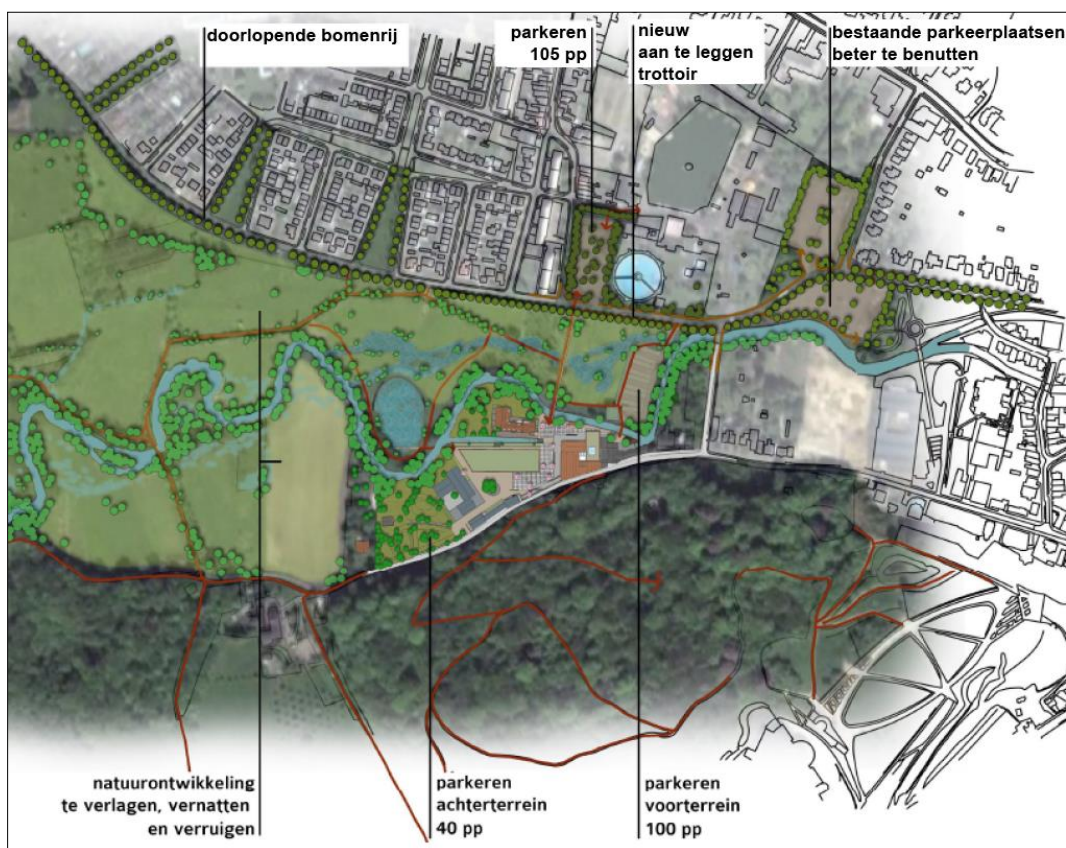 doorlopende bomenrij
parkeren
105 pp
nieuw
aan te leggen
trottoir
bestaande parkeerplaatsen
beter te benutten
natuurontwikkeling
te verlagen, vernatten
en verruigen
parkeren
achterterrein
40 pp
parkeren
voorterrein
100 pp